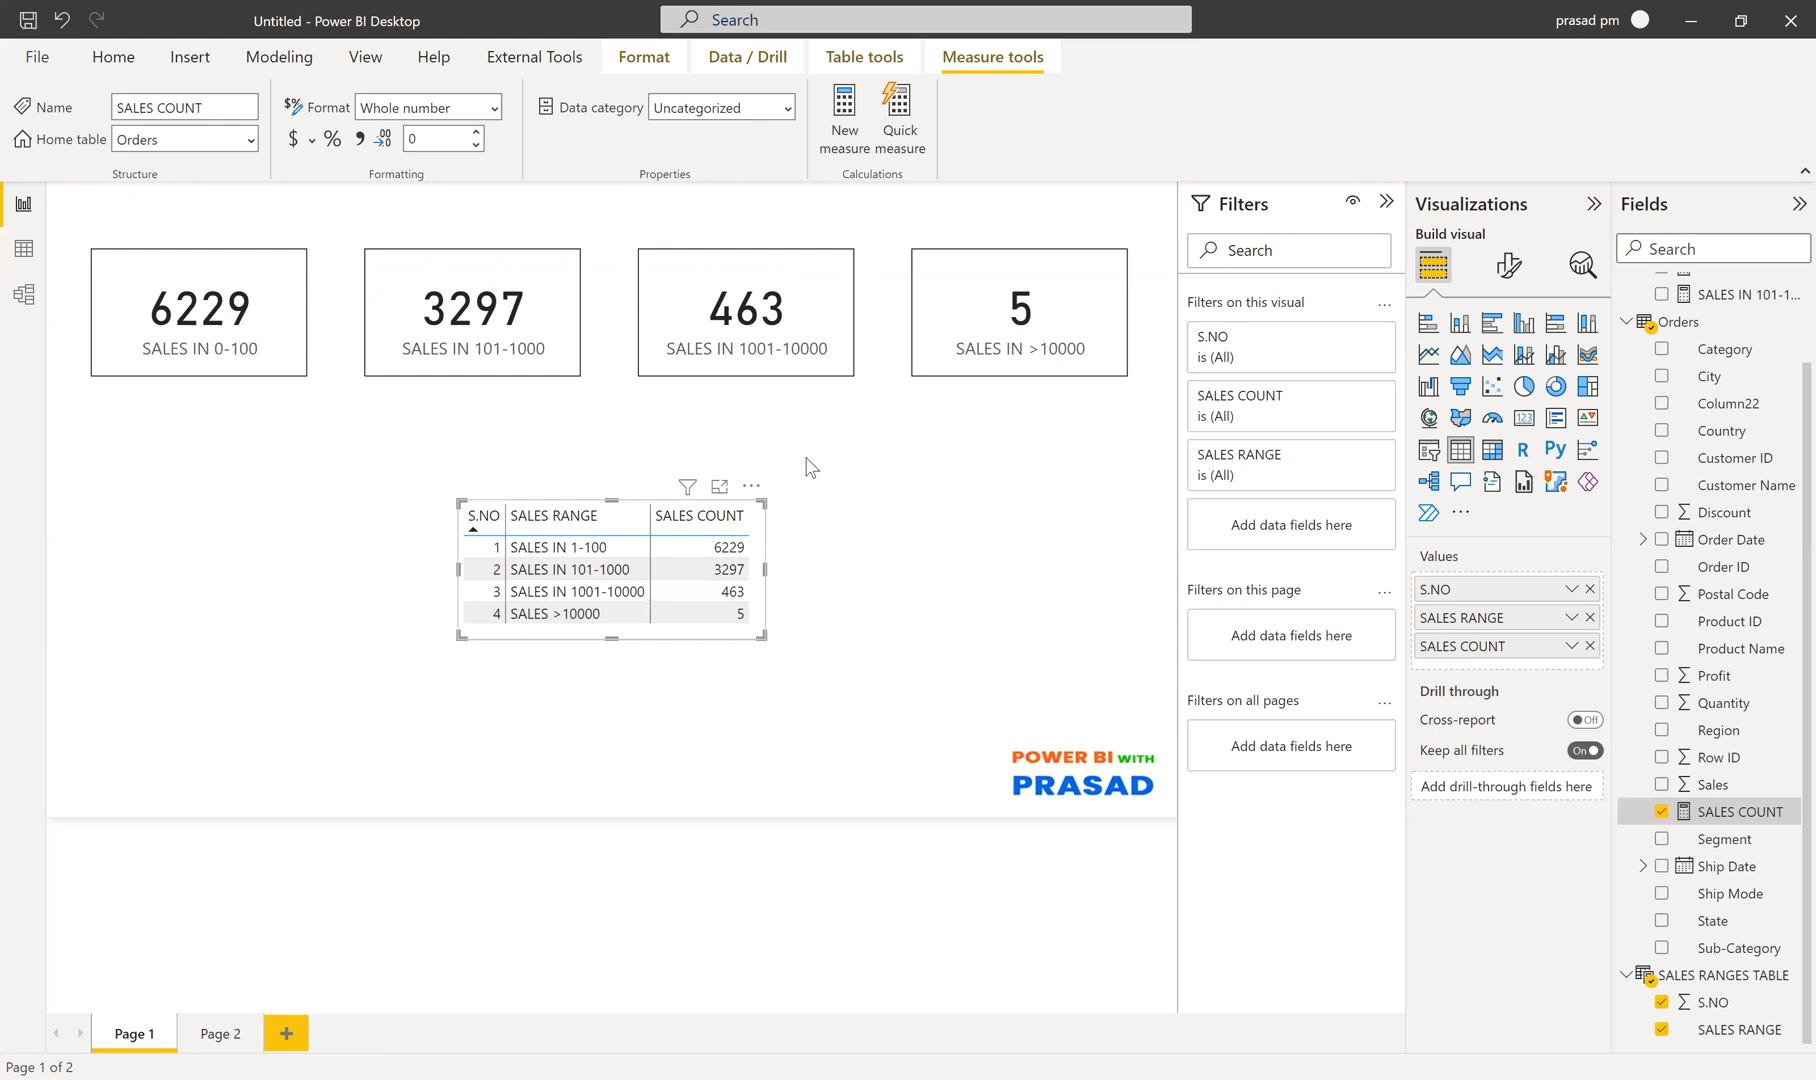 Untitled - Power BI Desktop
Search
prasad pm
File Home Insert Modeling View Help External Tools Format Data / Drill Table tools Measure tools
Name SALES COUNT
Home table Orders
Structure
Format Whole number
$ % 0
Formatting
Data category Uncategorized
Properties
New measure
Quick measure
Calculations
6229
SALES IN 0-100
3297
SALES IN 101-1000
463
SALES IN 1001-10000
5
SALES IN >10000
S.NO SALES RANGE SALES COUNT
1 SALES IN 1-100 6229
2 SALES IN 101-1000 3297
3 SALES IN 1001-10000 463
4 SALES >10000 5
POWER BI WITH
PRASAD
Filters
Search
Filters on this visual
S.NO
is (All)
SALES COUNT
is (All)
SALES RANGE
is (All)
Add data fields here
Filters on this page
Add data fields here
Filters on all pages
Add data fields here
Visualizations
Build visual
123
R
Py
Values
S.NO
SALES RANGE
SALES COUNT
Drill through
Cross-report Off
Keep all filters On
Add drill-through fields here
Fields
Search
SALES IN 101-1...
Orders
Category
City
Column22
Country
Customer ID
Customer Name
Discount
Order Date
Order ID
Postal Code
Product ID
Product Name
Profit
Quantity
Region
Row ID
Sales
SALES COUNT
Segment
Ship Date
Ship Mode
State
Sub-Category
SALES RANGES TABLE
S.NO
SALES RANGE
Page 1
Page 2
Page 1 of 2